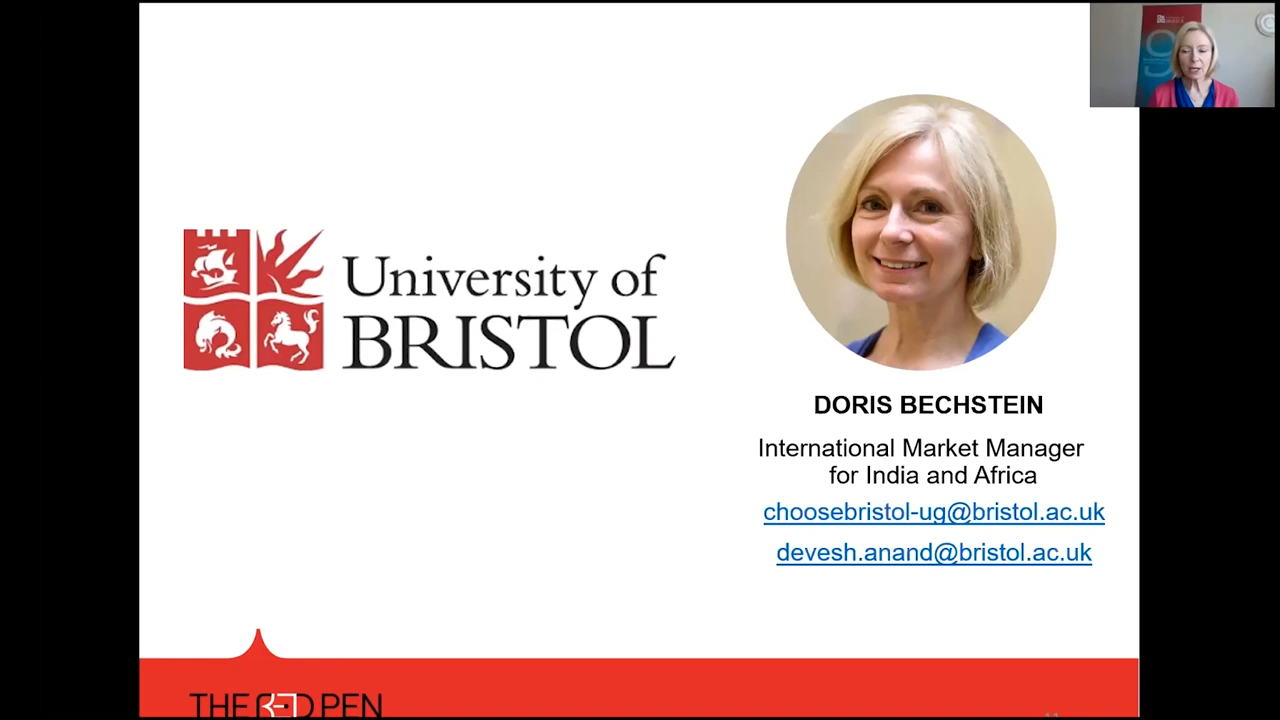 University of
BRISTOL
DORIS BECHSTEIN
International Market Manager
for India and Africa
choosebristol-ug@bristol.ac.uk
devesh.anand@bristol.ac.uk
THE RED PEN